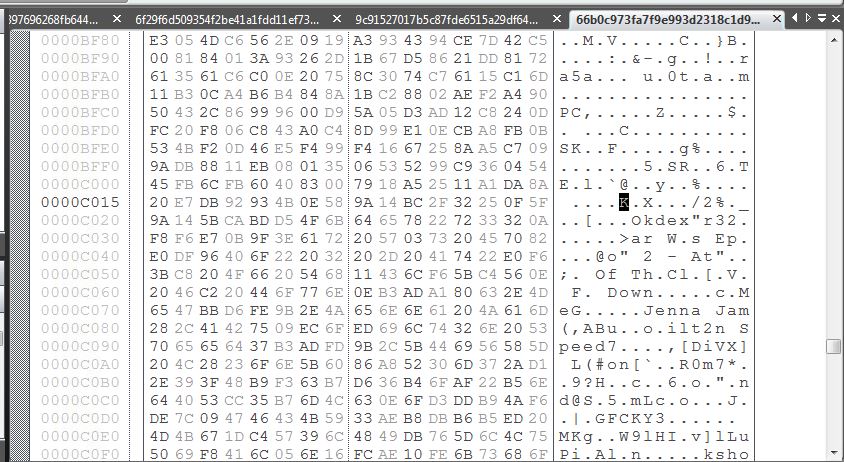 6f29f6d509354f2be41a1fdd11ef73... 9c91527017b5c87fde6515a29df64... 66b0c973fa7f9e993d2318c1d9...
0000BF80 E3 05 4D C6 56 2E 09 19 A3 93 43 94 CE 7D 42 C5 ..M.V.....C..}B.
0000BF90 00 81 84 01 3A 93 26 2D 1B 67 D5 86 21 DD 81 72 ....:.&-.g..!..r
0000BFA0 61 35 61 C6 C0 0E 20 75 8C 30 74 C7 61 15 C1 6D a5a... u.0t.a..m
0000BFB0 11 B3 0C A4 B6 B4 84 8A 1B C2 88 02 AE F2 A4 90 ................
0000BFC0 50 43 2C 86 99 96 00 D9 5A 05 D3 AD 12 C8 24 0D PC,.....Z.....$.
0000BFD0 FC 20 F8 06 C8 43 A0 C4 8D 99 E1 0E CB A8 FB 0B . ...C..........
0000BFE0 53 4B F2 0D 46 E5 F4 99 F4 16 67 25 8A A5 C7 09 SK..F.....g%....
0000BFF0 9A DB 88 11 EB 08 01 35 06 53 52 99 C9 36 04 54 .......5.SR..6.T
0000C000 45 FB 6C FB 60 40 83 00 79 18 A5 25 11 A1 DA 8A E.l.`@..y..%....
0000C015 20 E7 DB 92 93 4B 0E 58 9A 14 BC 2F 32 25 0F 5F ....K.X.../2%._
0000C020 9A 14 5B CA BD D5 4F 6B 64 65 78 22 72 33 32 0A ..[...Okdex"r32.
0000C030 F8 F6 E7 0B 9F 3E 61 72 20 57 03 73 20 45 70 82 .....>ar W.s Ep.
0000C040 E0 DF 96 40 6F 22 20 32 20 2D 20 41 74 22 E0 F6 ...@o" 2 - At"..
0000C050 3B C8 20 4F 66 20 54 68 11 43 6C F6 5B C4 56 0E ;. Of Th.Cl.[.V.
0000C060 20 46 C2 20 44 6F 77 6E 0E B3 AD A1 80 63 2E 4D F. Down.....c.M
0000C070 65 47 BB D6 FE 9B 2E 4A 65 6E 6E 61 20 4A 61 6D eG.....Jenna Jam
0000C080 28 2C 41 42 75 09 EC 6F ED 69 6C 74 32 6E 20 53 (,ABu..o.ilt2n S
0000C090 70 65 65 64 37 B3 AD FD 9B 2C 5B 44 69 56 58 5D peed7....,[DivX]
0000C0A0 20 4C 28 23 6F 6E 5B 60 86 A8 52 30 6D 37 2A D1 L(#on[`..R0m7*.
0000C0B0 2E 39 3F 48 B9 F3 63 B7 D6 36 B4 6F AF 22 B5 6E .9?H..c..6.o.".n
0000C0C0 64 40 53 CC 35 B7 6D 4C 63 0E 6F FD D3 DD B9 4A F6 d@S.5.mLc.o...J.
0000C0D0 DE 7C 09 47 46 43 4B 59 33 AE B8 DB B6 B5 ED 20 .|.GFCKY3......
0000C0E0 4D 4B 67 1D C4 57 39 6C 48 49 DB 76 5D 6C 4C 75 MKg..W9lHI.v]lLu
0000C0F0 50 69 F8 41 6C 05 6E 16 FC AE 10 FE 6B 73 68 6F Pi.Al.n.....ksho